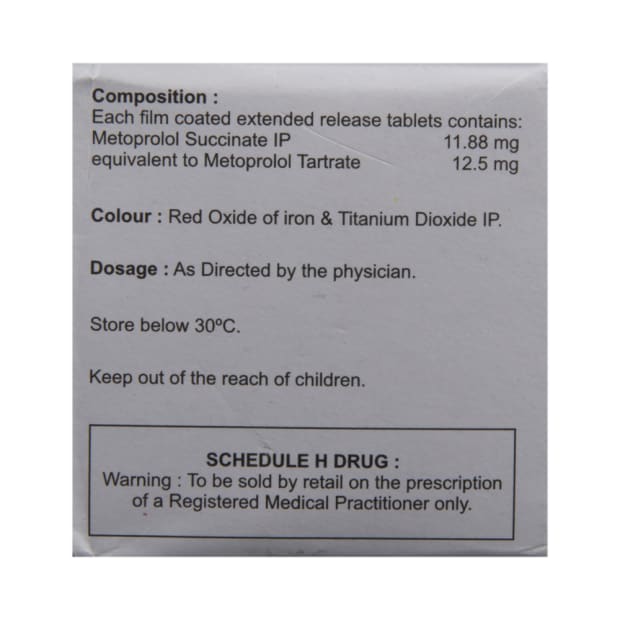 Composition :
Each film coated extended release tablets contains:
Metoprolol Succinate IP 11.88 mg
equivalent to Metoprolol Tartrate 12.5 mg
Colour : Red Oxide of iron & Titanium Dioxide IP.
Dosage : As Directed by the physician.
Store below 30ºC.
Keep out of the reach of children.
SCHEDULE H DRUG :
Warning : To be sold by retail on the prescription
of a Registered Medical Practitioner only.